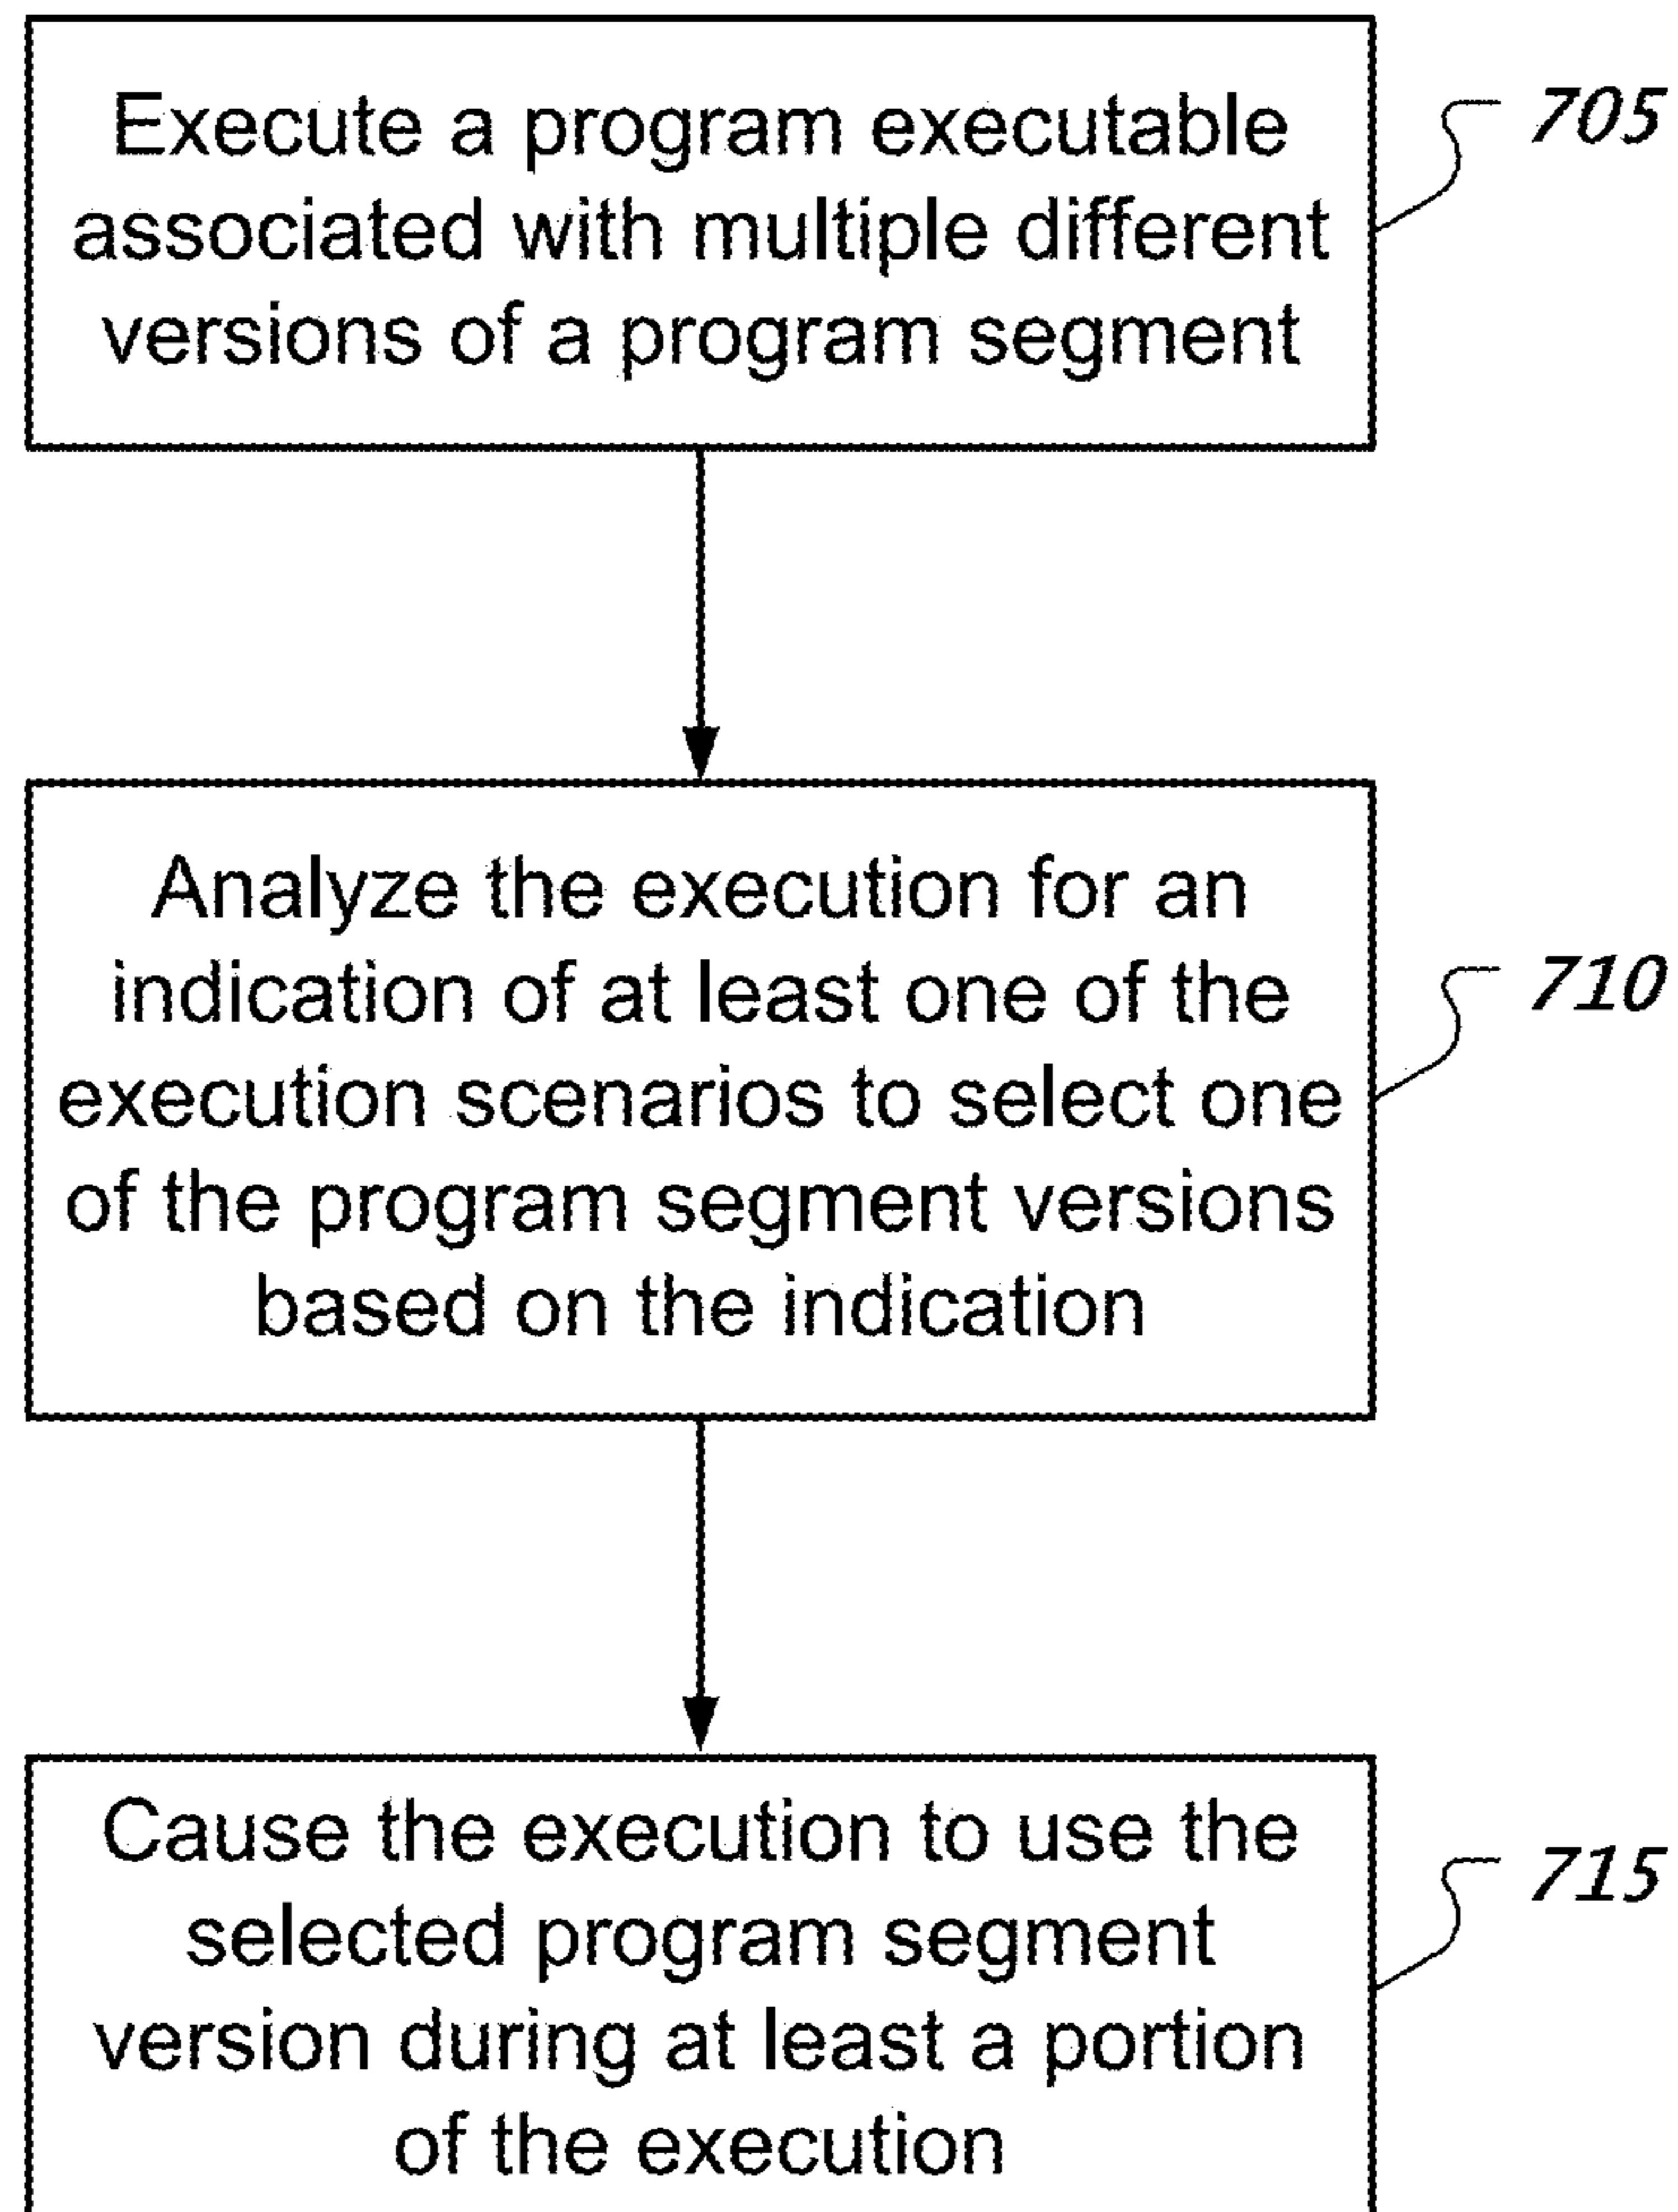 Execute a program executable
associated with multiple different
versions of a program segment
705
Analyze the execution for an
indication of at least one of the
execution scenarios to select one
of the program segment versions
based on the indication
710
Cause the execution to use the
selected program segment
version during at least a portion
of the execution
715